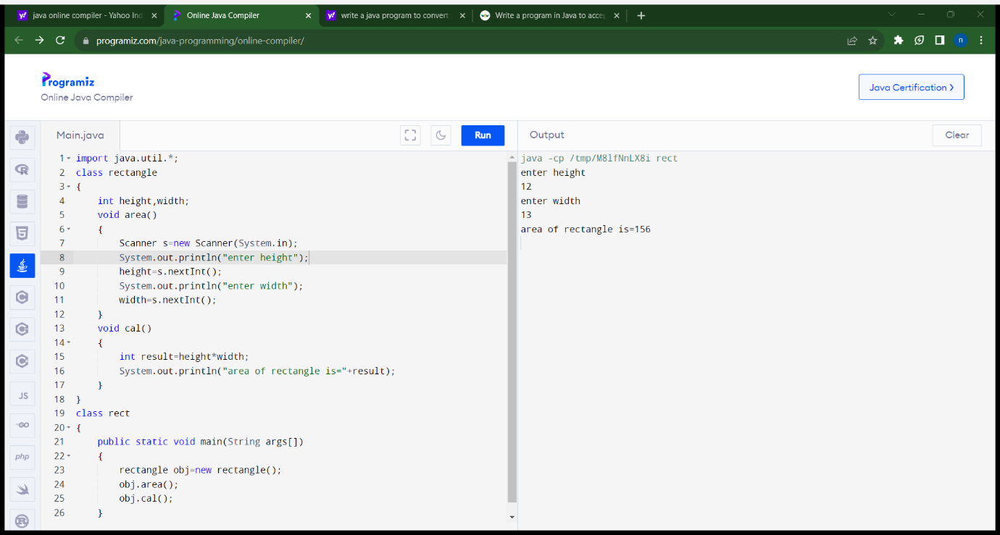 java online compiler - Yahoo Ind
Online Java Compiler
write a java program to convert
Write a program in Java to accep
programiz.com/java-programming/online-compiler/
n
Programiz
Online Java Compiler
Java Certification >
Main.java
Run
Output
Clear
1 import java.util.*;
2 class rectangle
3 {
4 int height,width;
5 void area()
6 {
7 Scanner s=new Scanner(System.in);
8 System.out.println("enter height");
9 height=s.nextInt();
10 System.out.println("enter width");
11 width=s.nextInt();
12 }
13 void cal()
14 {
15 int result=height*width;
16 System.out.println("area of rectangle is="+result);
17 }
18 }
19 class rect
20 {
21 public static void main(String args[])
22 {
23 rectangle obj=new rectangle();
24 obj.area();
25 obj.cal();
26 }
java -cp /tmp/M8lfNnLX8i rect
enter height
12
enter width
13
area of rectangle is=156
JS
GO
php